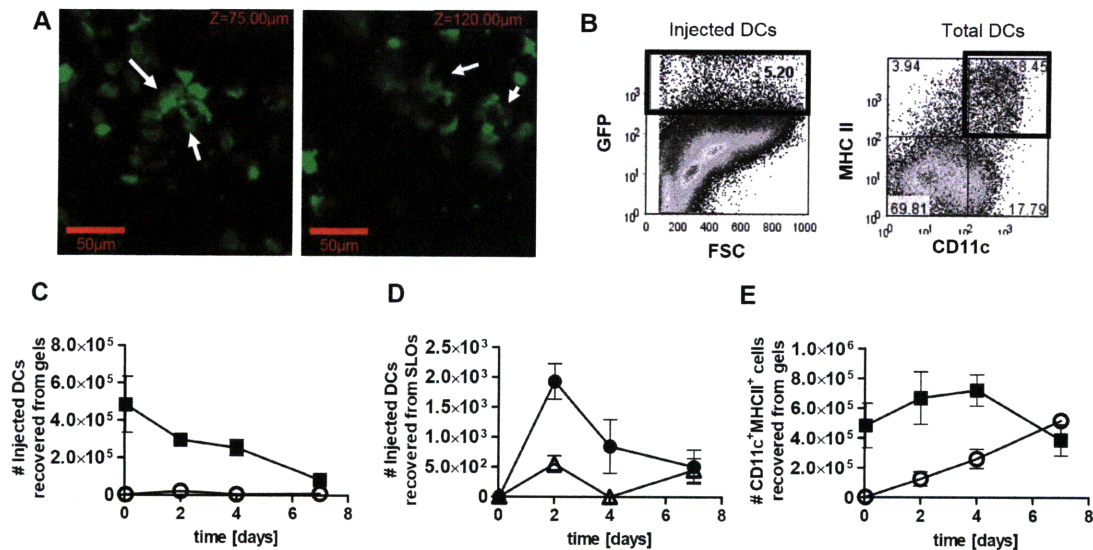 A
Z=75.00µm
50µm
Z=120.00µm
50µm
B
Injected DCs
5.20
GFP
10³
10²
10¹
10⁰
0 200 400 600 800 1000
FSC
Total DCs
3.94
8.45
69.81
17.79
MHC II
10³
10²
10¹
10⁰
10⁰ 10¹ 10² 10³
CD11c
C
# Injected DCs
recovered from gels
8.0×10⁵
6.0×10⁵
4.0×10⁵
2.0×10⁵
0
0 2 4 6 8
time [days]
D
# Injected DCs
recovered from SLOs
2.5×10³
2.0×10³
1.5×10³
1.0×10³
5.0×10²
0
0 2 4 6 8
time [days]
E
# CD11c⁺MHCII⁺ cells
recovered from gels
1.0×10⁶
8.0×10⁵
6.0×10⁵
4.0×10⁵
2.0×10⁵
0
0 2 4 6 8
time [days]